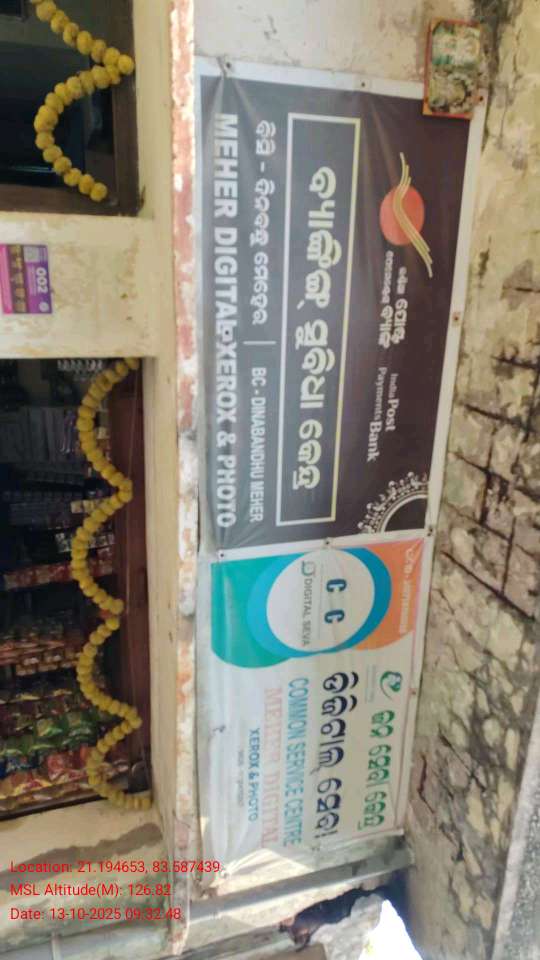 ଇଣ୍ଡିଆ ପୋଷ୍ଟ
ପେମେଣ୍ଟସ୍ ବ୍ୟାଙ୍କ
India Post
Payments Bank
ବ୍ୟାଙ୍କିଙ୍ଗ୍ ସୁବିଧା କେନ୍ଦ୍ର
ବିସି - ଦିନବନ୍ଧୁ ମେହେର | BC - DINABANDHU MEHER
MEHER DIGITAL XEROX & PHOTO
DIGITAL SEVA
ଜନ ସେବା କେନ୍ଦ୍ର
ଡିଜିଟାଲ୍ ସେବା
COMMON SERVICE CENTRE
MEHER DIGITAL
XEROX & PHOTO
002
Location: 21.194653, 83.587439
MSL Altitude(M): 126.82
Date: 13-10-2025 09:32:48